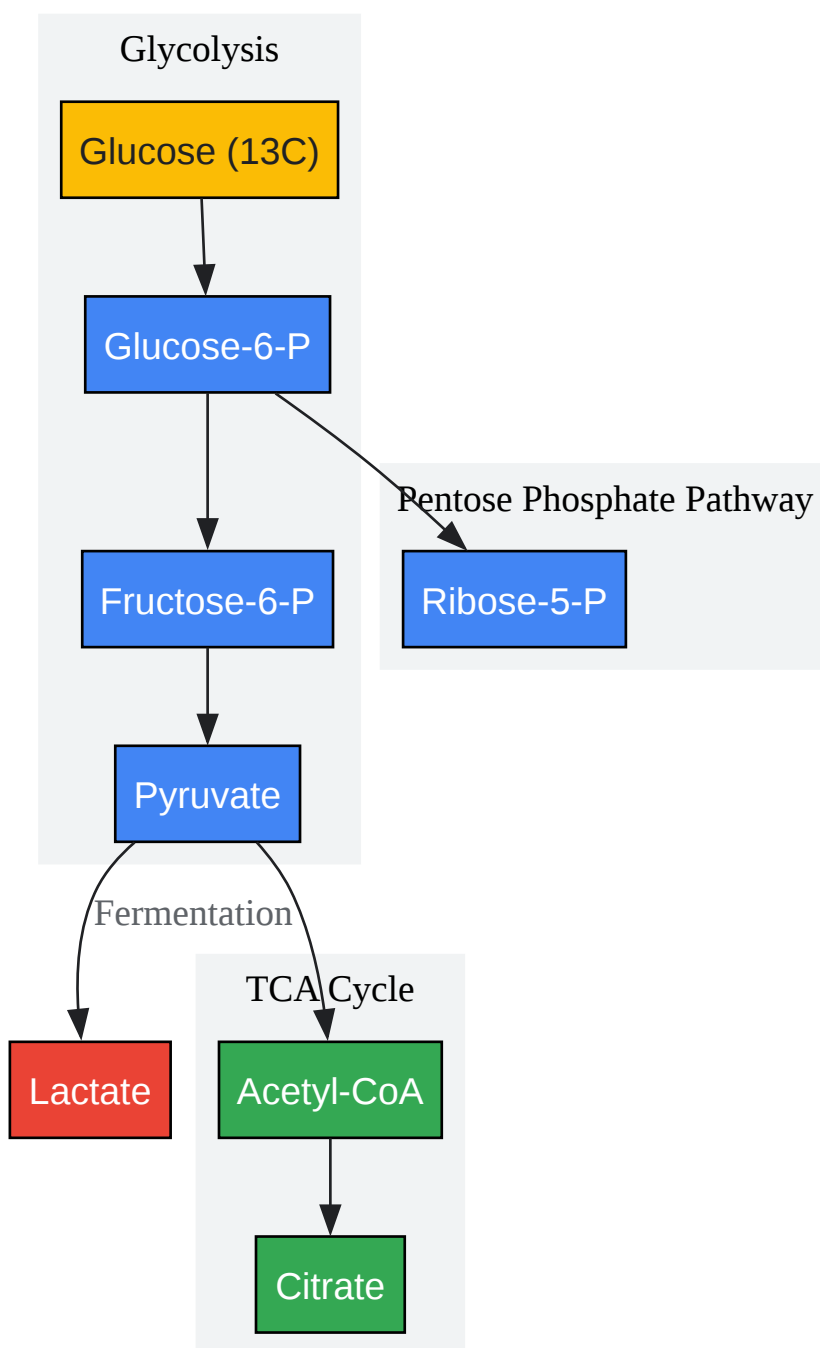 Glycolysis
Glucose (13C)
Glucose-6-P
Pentose Phosphate Pathway
Fructose-6-P
Ribose-5-P
Pyruvate
Fermentation
TCA Cycle
Lactate
Acetyl-CoA
Citrate